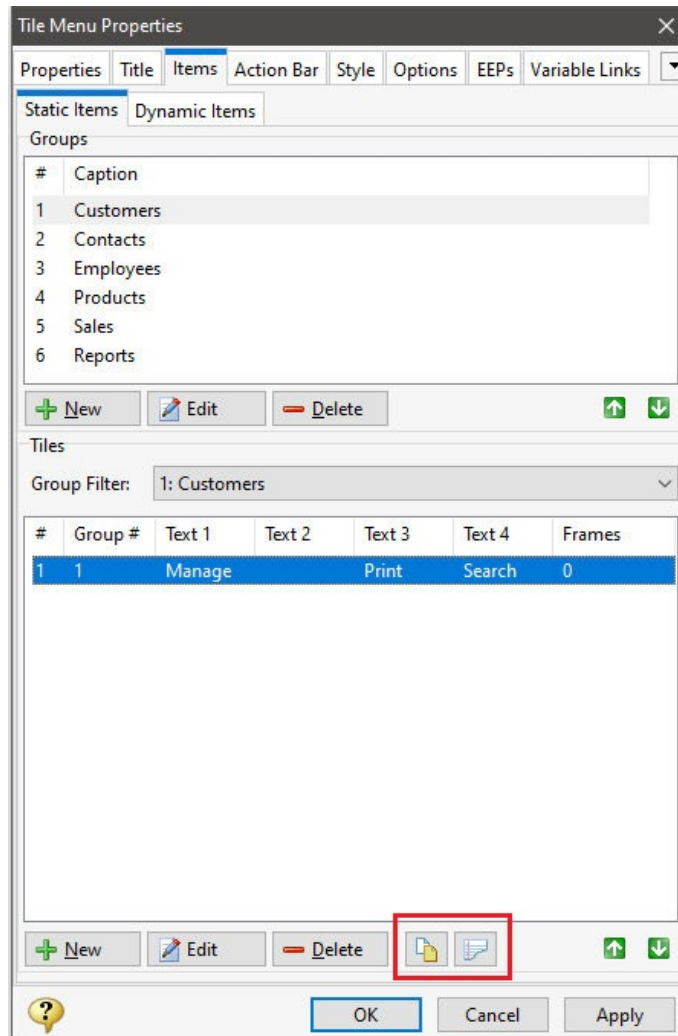 Tile Menu Properties
Properties Title Items Action Bar Style Options EEPs Variable Links
Static Items Dynamic Items
Groups
# Caption
1 Customers
2 Contacts
3 Employees
4 Products
5 Sales
6 Reports
New Edit Delete
Tiles
Group Filter: 1: Customers
# Group # Text 1 Text 2 Text 3 Text 4 Frames
1 1 Manage Print Search 0
New Edit Delete
? OK Cancel Apply